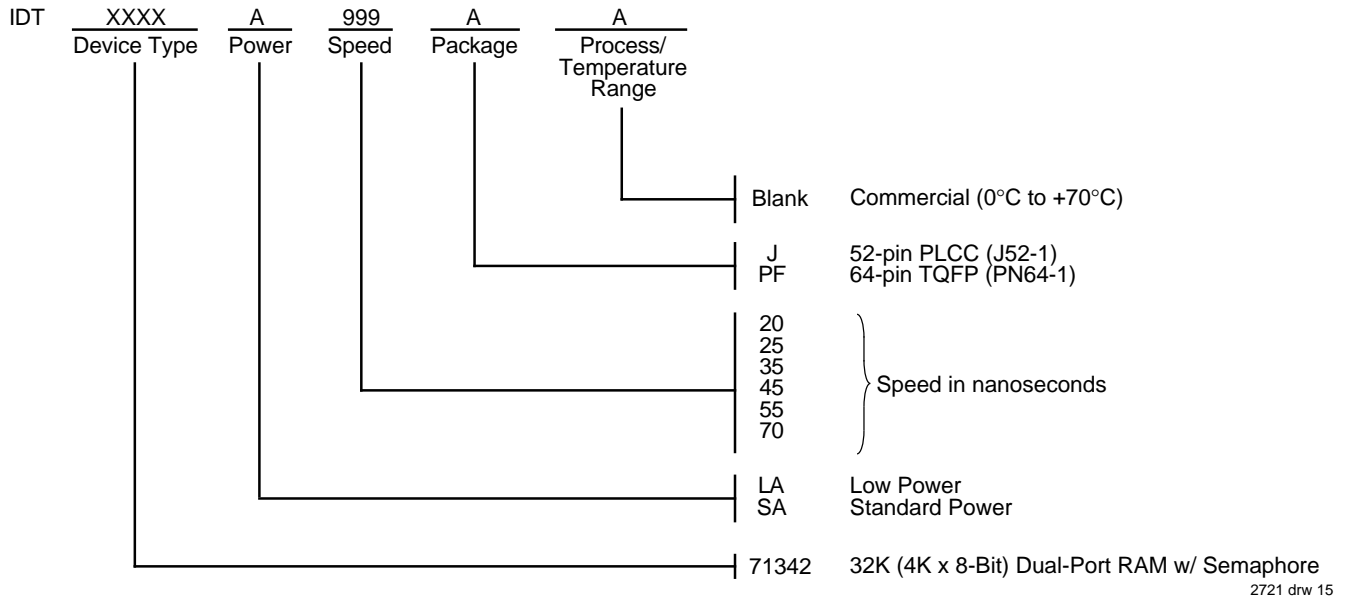 IDT XXXX A 999 A A
Device Type Power Speed Package Process/
Temperature
Range
Blank Commercial (0°C to +70°C)
J 52-pin PLCC (J52-1)
PF 64-pin TQFP (PN64-1)
20
25
35
45 Speed in nanoseconds
55
70
LA Low Power
SA Standard Power
71342 32K (4K x 8-Bit) Dual-Port RAM w/ Semaphore
2721 drw 15